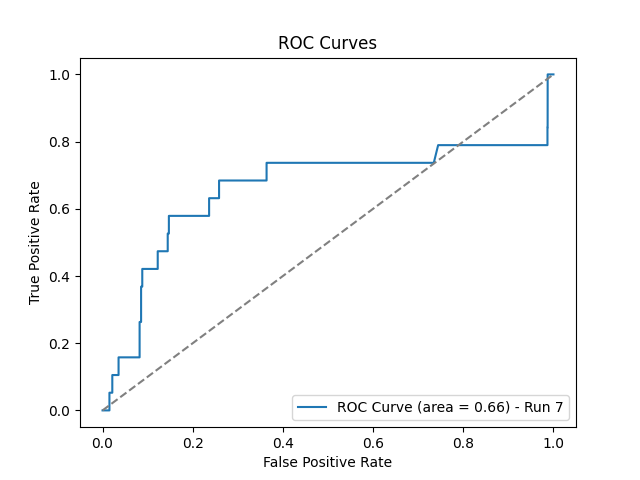 ROC Curves
True Positive Rate
1.0
0.8
0.6
0.4
0.2
0.0
ROC Curve (area = 0.66) - Run 7
0.0 0.2 0.4 0.6 0.8 1.0
False Positive Rate